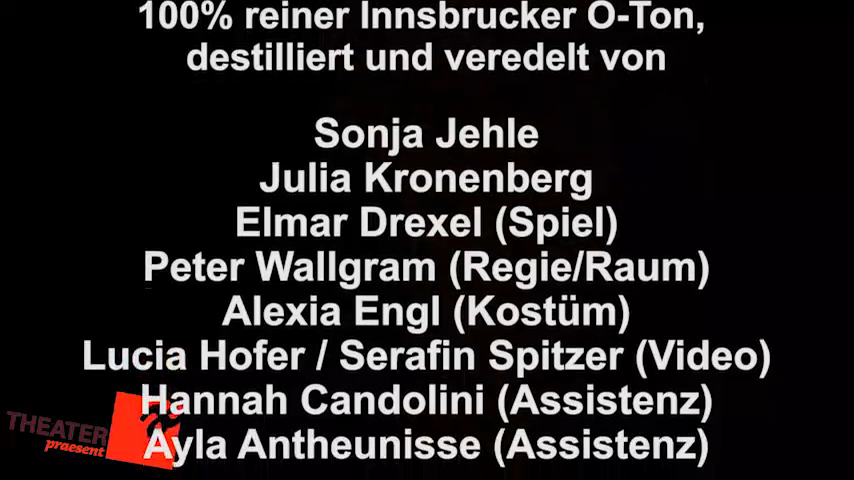 100% reiner Innsbrucker O-Ton,
destilliert und veredelt von
Sonja Jehle
Julia Kronenberg
Elmar Drexel (Spiel)
Peter Wallgram (Regie/Raum)
Alexia Engl (Kostüm)
Lucia Hofer / Serafin Spitzer (Video)
Hannah Candolini (Assistenz)
Ayla Antheunisse (Assistenz)
THEATER
praesent